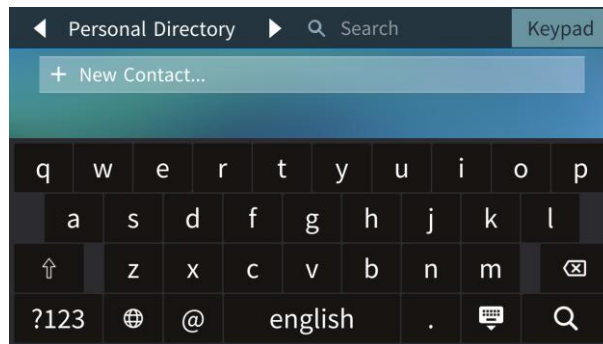 Personal Directory Search Keypad
+ New Contact...
q w e r t y u i o p
a s d f g h j k l
z x c v b n m
?123 @ english .